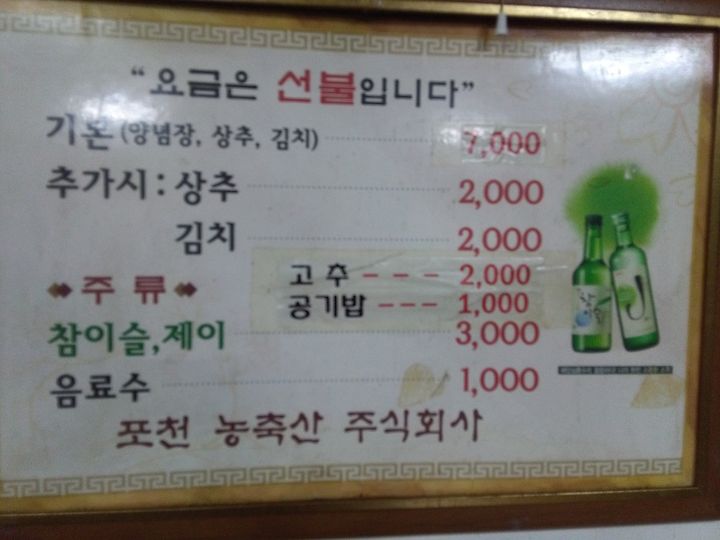 “요금은 선불입니다”
기본 (양념장, 상추, 김치) 7,000
추가시 : 상추 2,000
김치 2,000
고추 --- 2,000
주류
공기밥 --- 1,000
참이슬,제이 3,000
음료수 1,000
포천 농축산 주식회사
참이슬
J